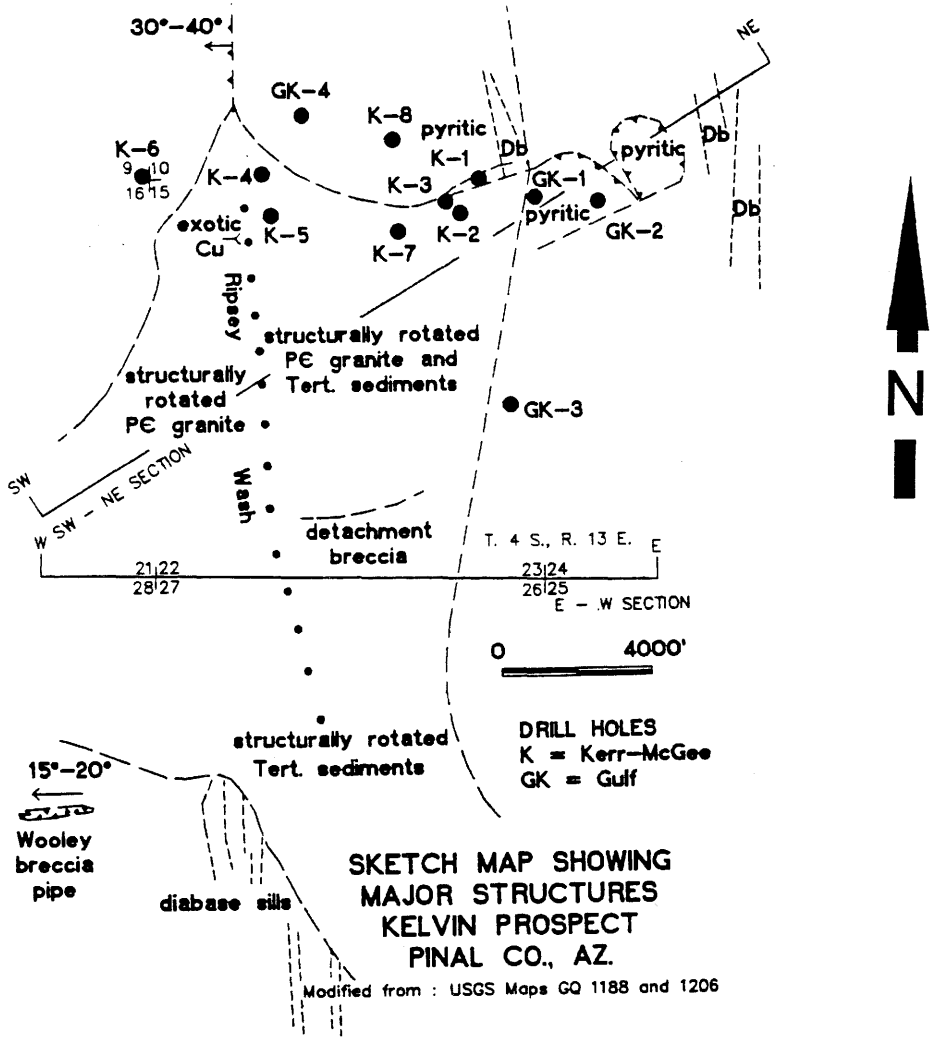 30°-40°
NE
GK-4
K-8
pyritic
Db
Db
pyritic
K-6
K-1
9 10
16 15
K-4
K-3
GK-1
pyritic
Db
exotic
Cu
K-5
K-7
K-2
GK-2
Ripsey
structurally rotated
PЄ granite and
Tert. sediments
structurally
rotated
PЄ granite
GK-3
N
SW
SW - NE SECTION
Wash
detachment
breccia
W
T. 4 S., R. 13 E.
E
21 22
28 27
23 24
26 25
E - W SECTION
0 4000'
structurally rotated
Tert. sediments
DRILL HOLES
K = Kerr-McGee
GK = Gulf
15°-20°
Wooley
breccia
pipe
diabase sills
SKETCH MAP SHOWING
MAJOR STRUCTURES
KELVIN PROSPECT
PINAL CO., AZ.
Modified from : USGS Maps GQ 1188 and 1206